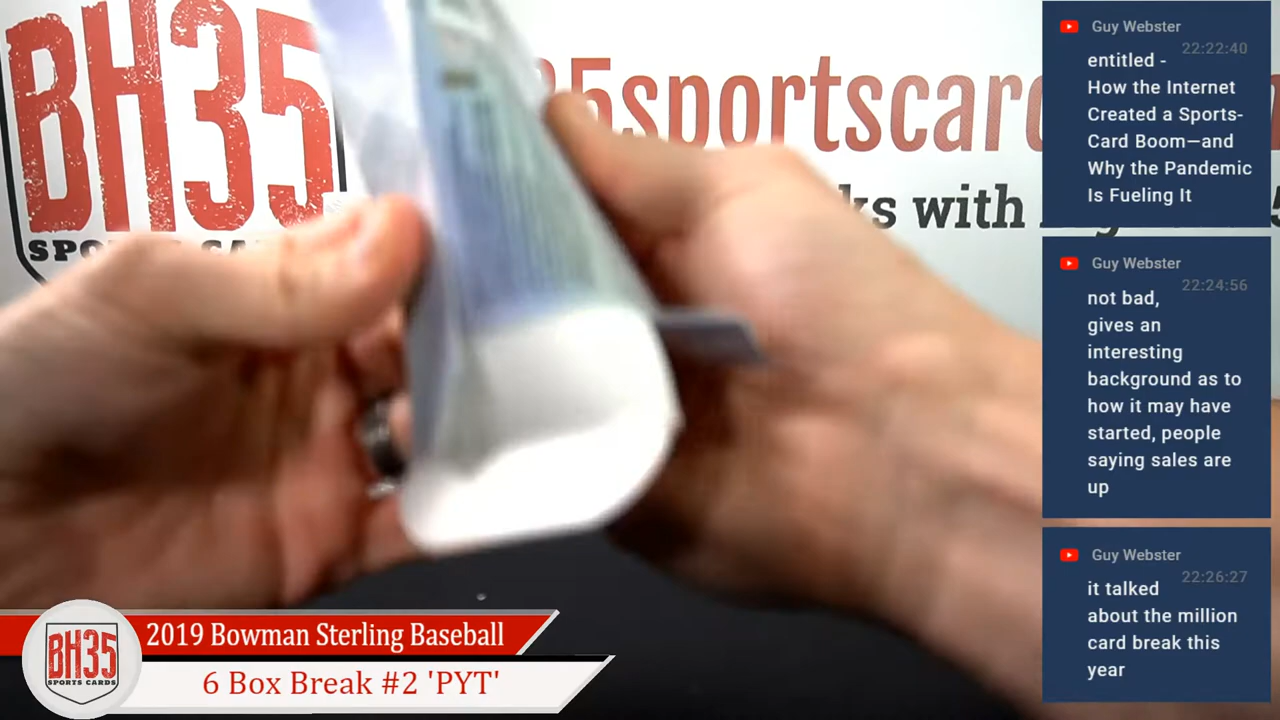 BH35
35sportscard
ks with
Guy Webster
22:22:40
entitled -
How the Internet
Created a Sports-
Card Boom—and
Why the Pandemic
Is Fueling It
Guy Webster
22:24:56
not bad,
gives an
interesting
background as to
how it may have
started, people
saying sales are
up
Guy Webster
22:26:27
it talked
about the million
card break this
year
BH35
SPORTS CARDS
2019 Bowman Sterling Baseball
6 Box Break #2 'PYT'